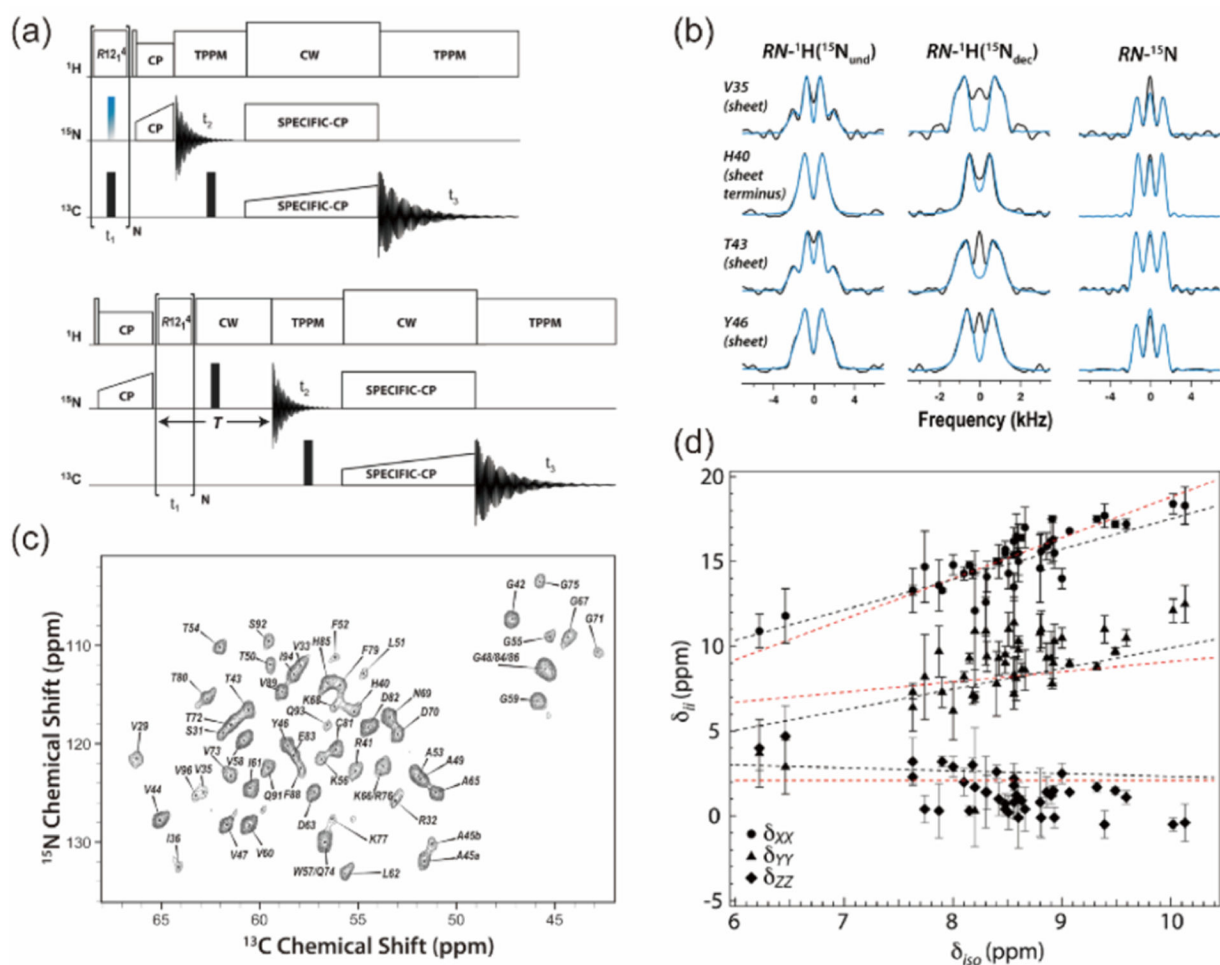 (a)
R12₁⁴ CP TPPM CW TPPM
¹H
t₂
¹⁵N CP SPECIFIC-CP
t₃
¹³C SPECIFIC-CP
t₁ N
CP R12₁⁴ CW TPPM CW TPPM
¹H
t₂
¹⁵N CP SPECIFIC-CP
T
t₃
¹³C SPECIFIC-CP
t₁ N
(b)
RN-¹H(¹⁵Nund) RN-¹H(¹⁵Ndec) RN-¹⁵N
V35
(sheet)
H40
(sheet
terminus)
T43
(sheet)
Y46
(sheet)
-4 0 4 -2 0 2 -4 0 4
Frequency (kHz)
(c)
G42
G75
G67
G71
G55
G48/84/86
G59
T54
S92
T50
I94
V33
H85
F52
F79
L51
V89
T80
T43
K68
H40
Q93
D82
N69
D70
C81
T72
S31
Y46
E83
R41
V29
V73
V58
I61
K56
A53
A49
A65
V96
V35
Q91
F88
K66/R76
V44
D63
R32
I36
V47
V60
K77
A45b
W57/Q74
L62
A45a
110
120
130
¹⁵N Chemical Shift (ppm)
65 60 55 50 45
¹³C Chemical Shift (ppm)
(d)
20
15
10
5
0
-5
δii (ppm)
δXX
δYY
δZZ
6 7 8 9 10
δiso (ppm)